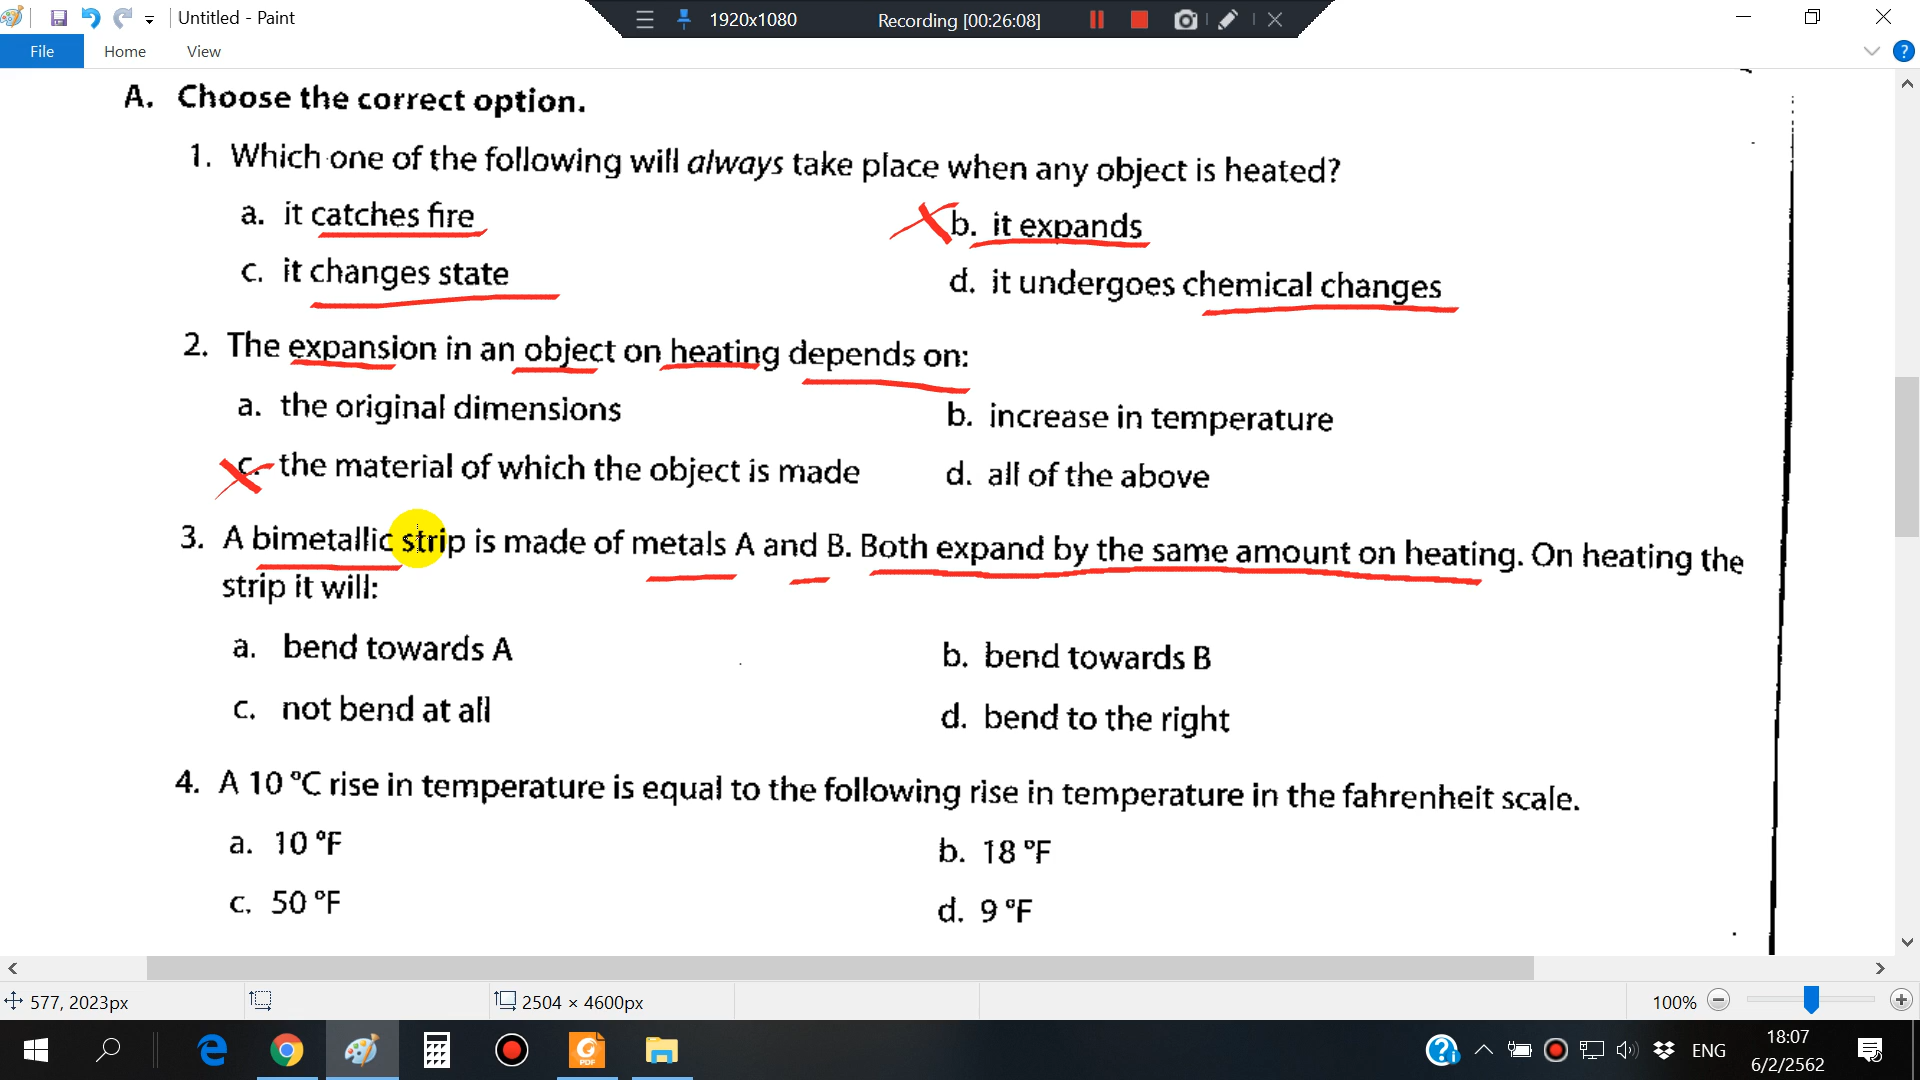 Untitled - Paint
1920x1080
Recording [00:26:08]
File
Home
View
A. Choose the correct option.
1. Which one of the following will always take place when any object is heated?
a. it catches fire
b. it expands
c. it changes state
d. it undergoes chemical changes
2. The expansion in an object on heating depends on:
a. the original dimensions
b. increase in temperature
c. the material of which the object is made
d. all of the above
3. A bimetallic strip is made of metals A and B. Both expand by the same amount on heating. On heating the
strip it will:
a. bend towards A
b. bend towards B
c. not bend at all
d. bend to the right
4. A 10 °C rise in temperature is equal to the following rise in temperature in the fahrenheit scale.
a. 10 °F
b. 18 °F
c. 50 °F
d. 9 °F
577, 2023px
2504 × 4600px
100%
PDF
ENG
18:07
6/2/2562